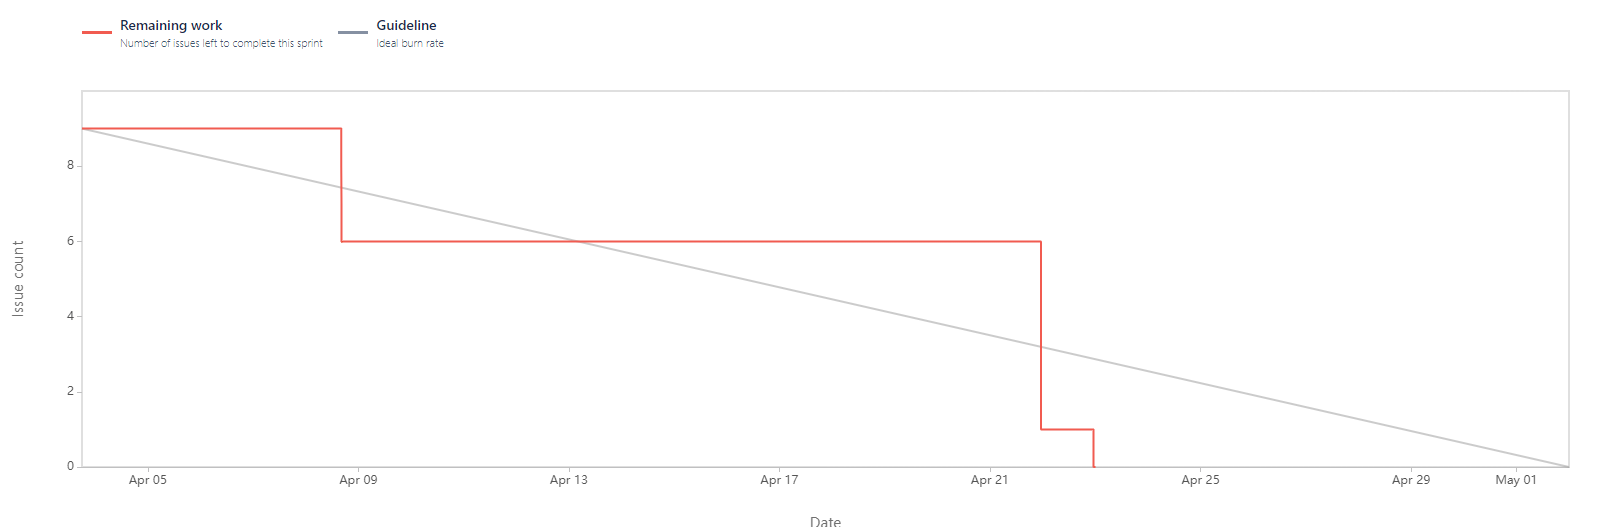 Remaining work
Number of issues left to complete this sprint
Guideline
Ideal burn rate
Issue count
8
6
4
2
0
Apr 05 Apr 09 Apr 13 Apr 17 Apr 21 Apr 25 Apr 29 May 01
Date